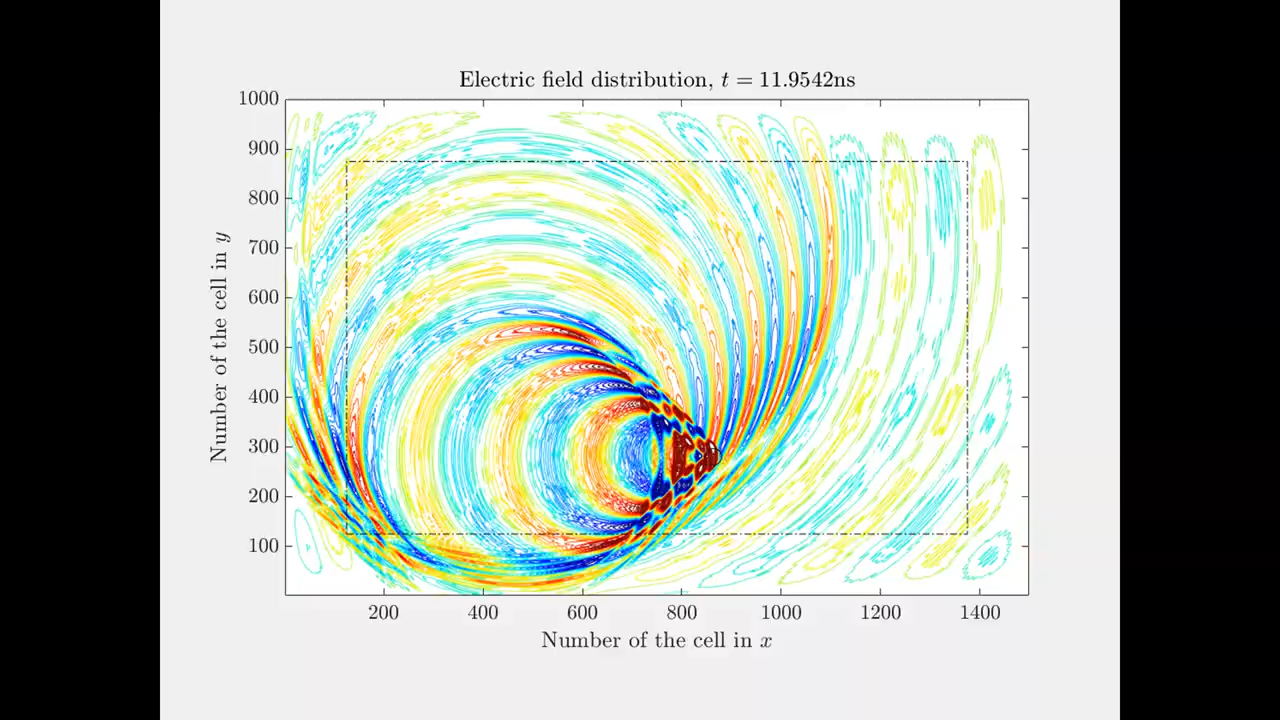 Electric field distribution, t = 11.9542ns
1000
900
800
700
600
500
400
300
200
100
Number of the cell in y
200 400 600 800 1000 1200 1400
Number of the cell in x